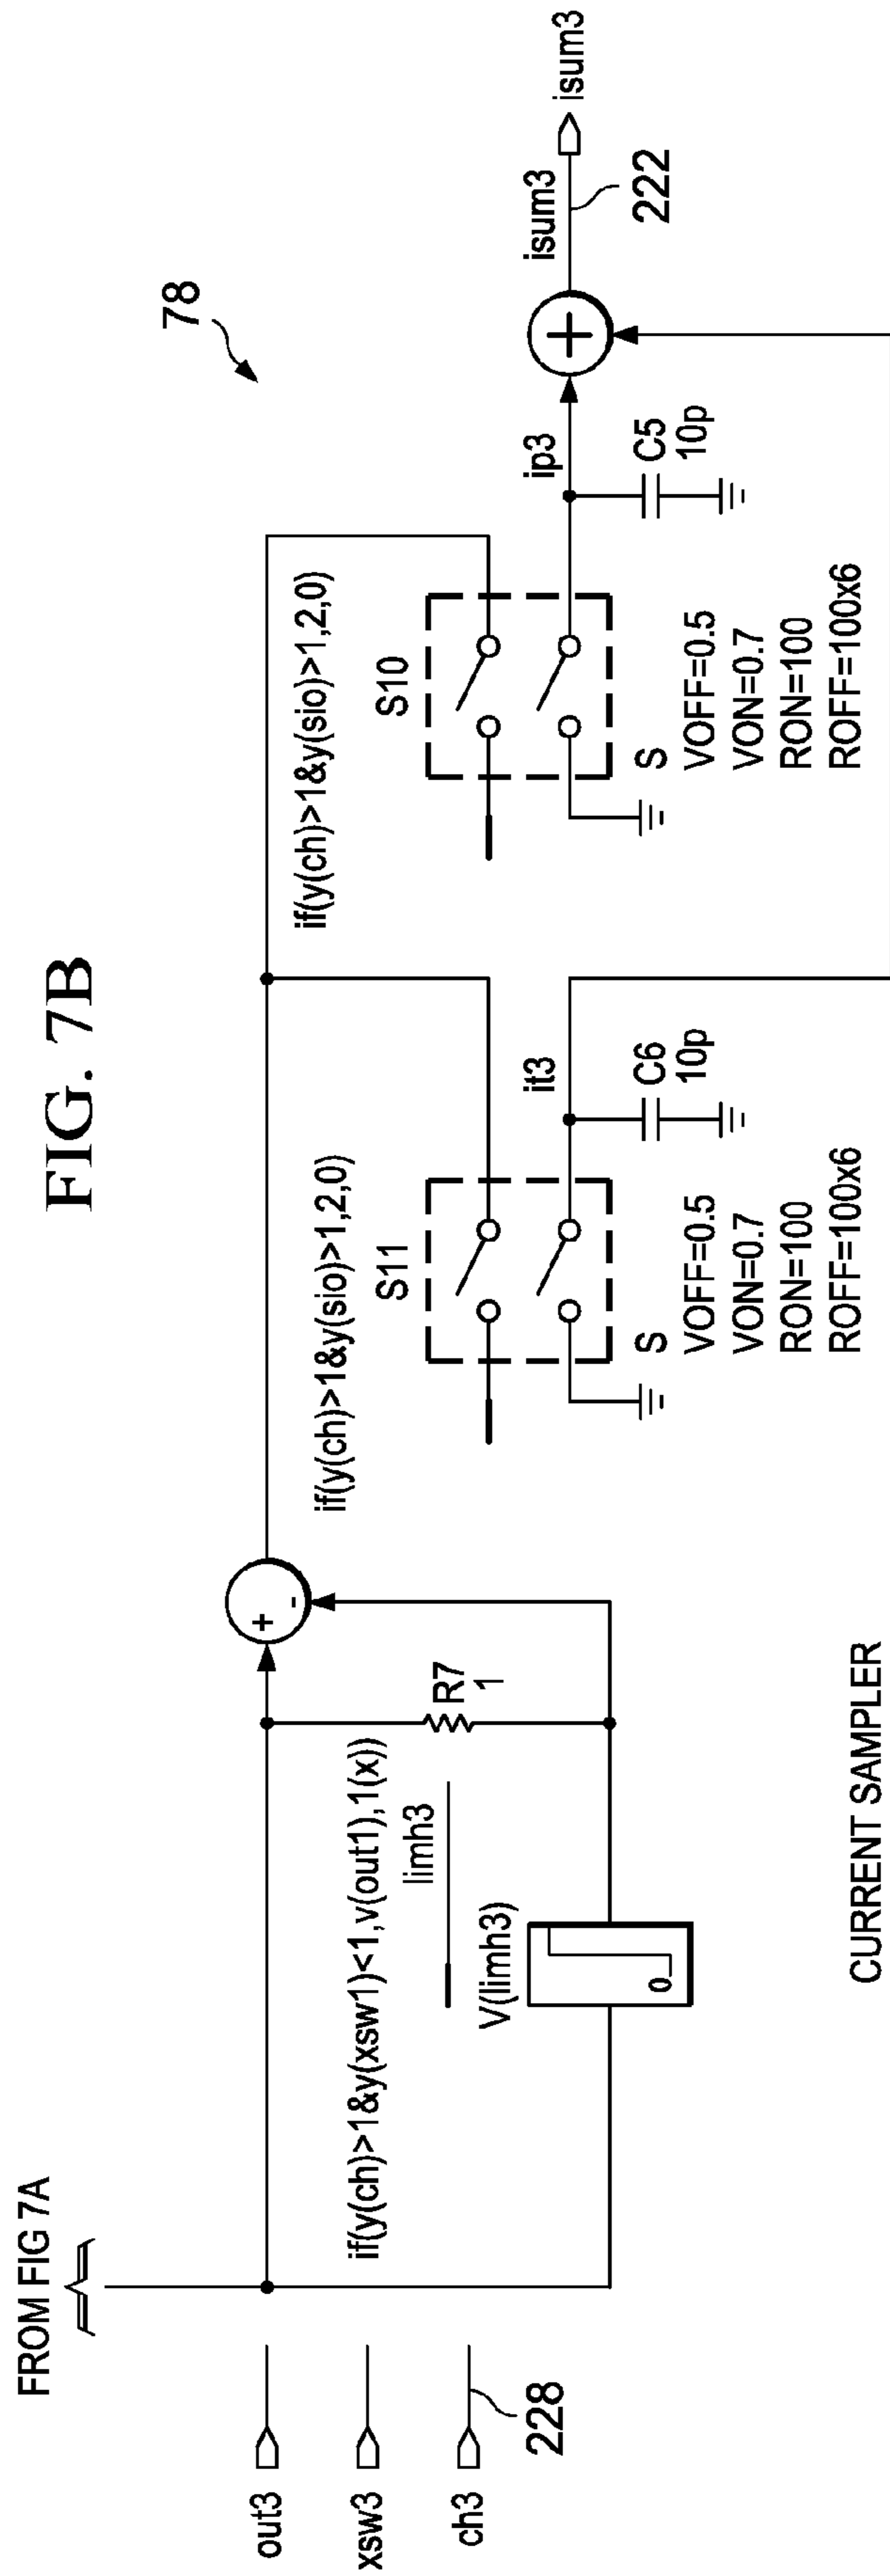 FIG. 7B
FROM FIG 7A
78
out3
xsw3
ch3
228
if(y(ch)>1&y(xsw1)<1,v(out1),1(x))
limh3
V(limh3)
0
R7
1
+
-
if(y(ch)>1&y(sio)>1,2,0)
S11
it3
C6
10p
S
VOFF=0.5
VON=0.7
RON=100
ROFF=100x6
if(y(ch)>1&y(sio)>1,2,0)
S10
ip3
C5
10p
S
VOFF=0.5
VON=0.7
RON=100
ROFF=100x6
+
isum3
222
isum3
CURRENT SAMPLER